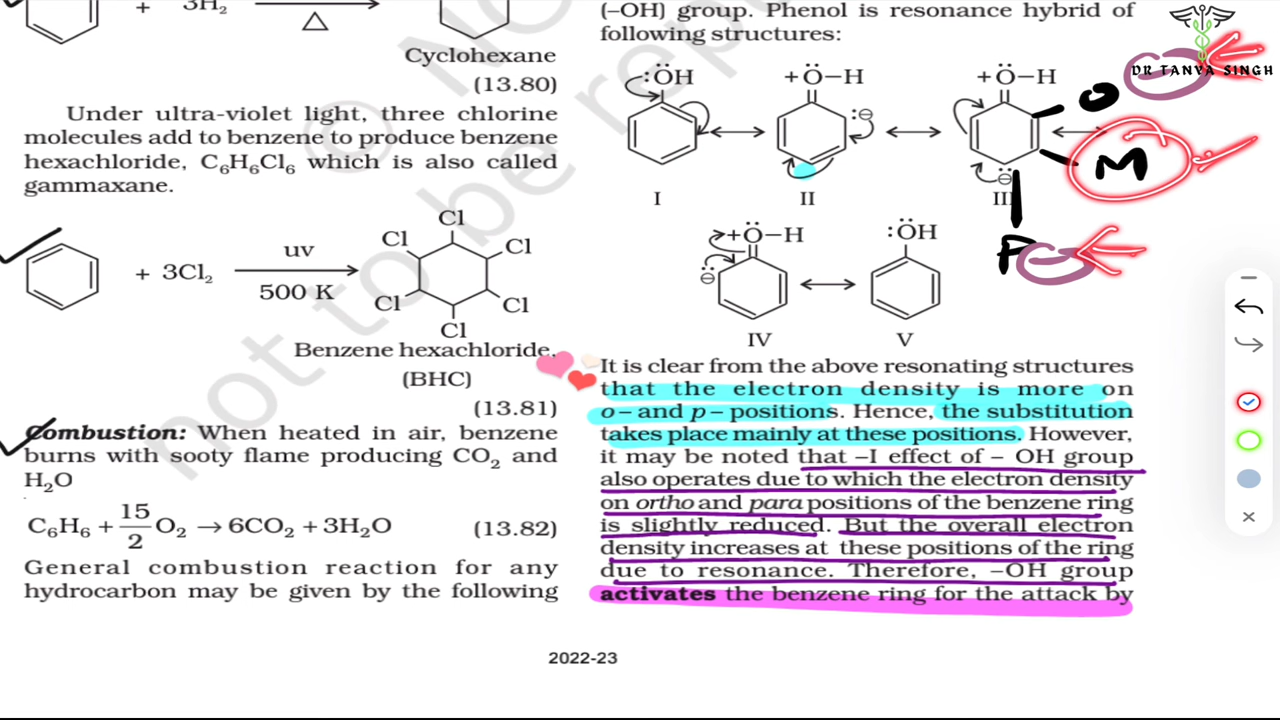 + 3H₂
△
Cyclohexane
(13.80)
Under ultra-violet light, three chlorine
molecules add to benzene to produce benzene
hexachloride, C₆H₆Cl₆ which is also called
gammaxane.
Cl
Cl
Cl
uv
+ 3Cl₂
500 K
Cl
Cl
Cl
Benzene hexachloride,
(BHC)
(13.81)
Combustion: When heated in air, benzene
burns with sooty flame producing CO₂ and
H₂O
C₆H₆ + 15/2 O₂ → 6CO₂ + 3H₂O (13.82)
General combustion reaction for any
hydrocarbon may be given by the following
(–OH) group. Phenol is resonance hybrid of
following structures:
:ÖH
+Ö–H
+Ö–H
:⊖
⊖
I
II
III
O
M
P
+Ö–H
:ÖH
⊖
IV
V
It is clear from the above resonating structures
that the electron density is more on
o– and p– positions. Hence, the substitution
takes place mainly at these positions. However,
it may be noted that –I effect of – OH group
also operates due to which the electron density
on ortho and para positions of the benzene ring
is slightly reduced. But the overall electron
density increases at these positions of the ring
due to resonance. Therefore, –OH group
activates the benzene ring for the attack by
2022-23
© NC
not to be repu
DR TANYA SINGH